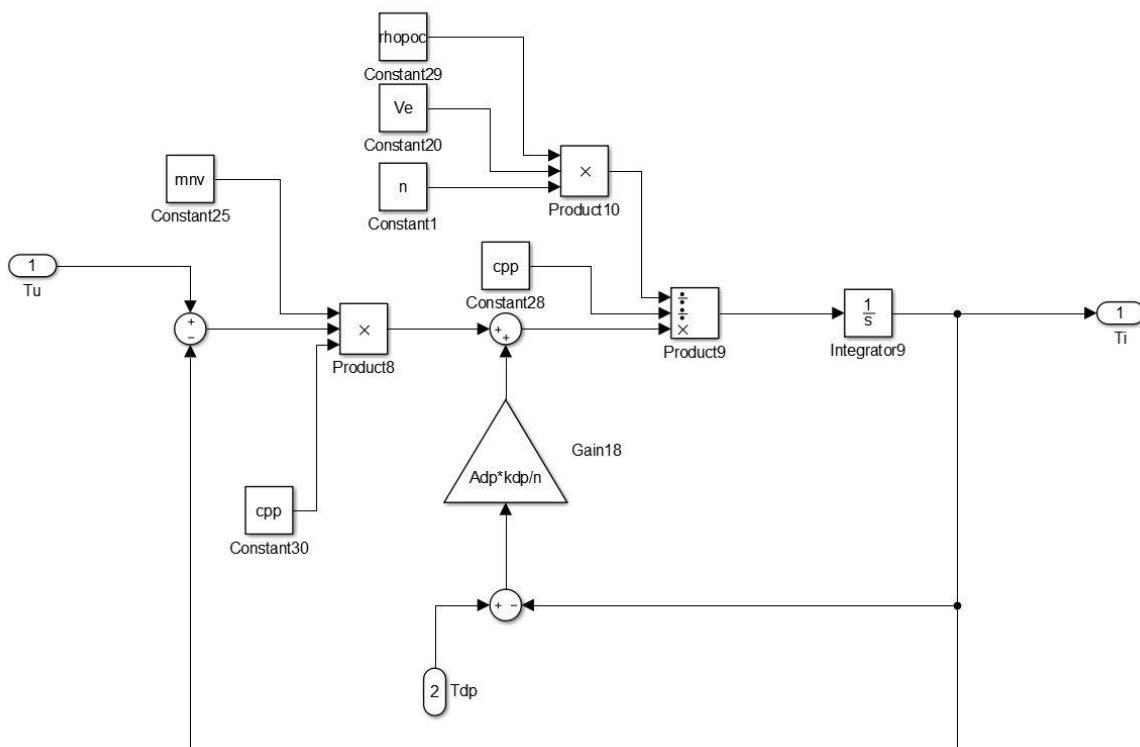 rhopoc
Constant29
Ve
Constant20
mnv
Constant25
n
Constant1
×
Product10
1
Tu
cpp
Constant28
+
−
×
Product8
+
+
÷
÷
×
Product9
1
s
Integrator9
1
Ti
Gain18
Adp*kdp/n
cpp
Constant30
+ −
2
Tdp